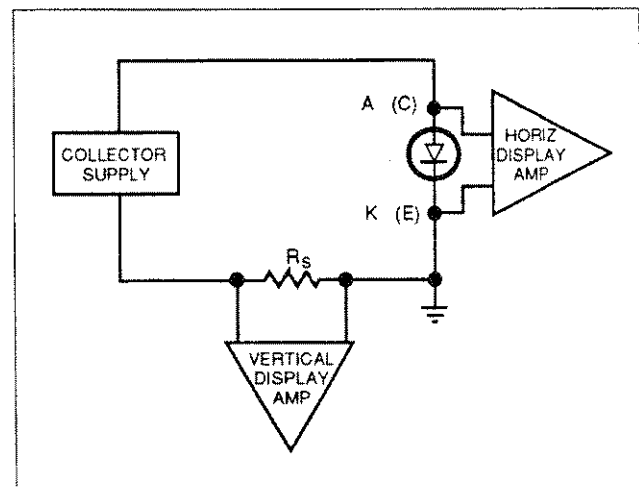 A (C)
COLLECTOR
SUPPLY
HORIZ
DISPLAY
AMP
K (E)
RS
VERTICAL
DISPLAY
AMP